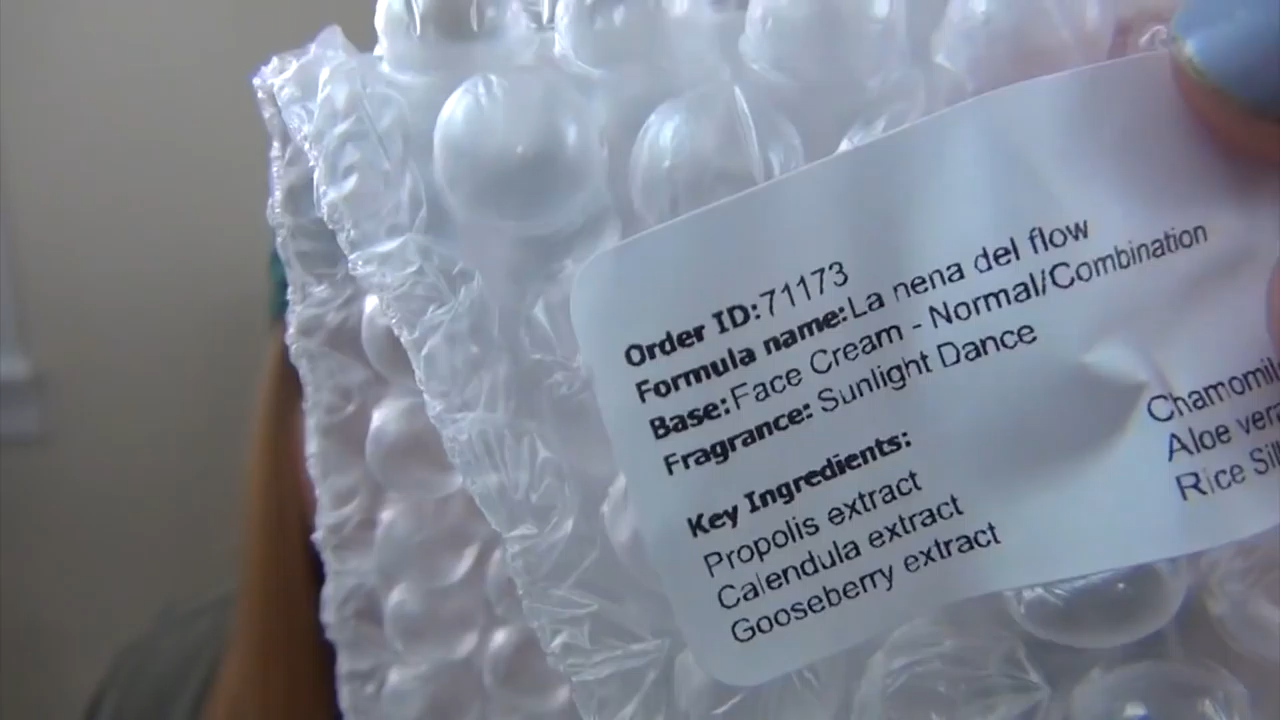 Order ID:71173
Formula name:La nena del flow
Base:Face Cream - Normal/Combination
Fragrance: Sunlight Dance
Key Ingredients:
Propolis extract
Calendula extract
Gooseberry extract
Aloe
Rice